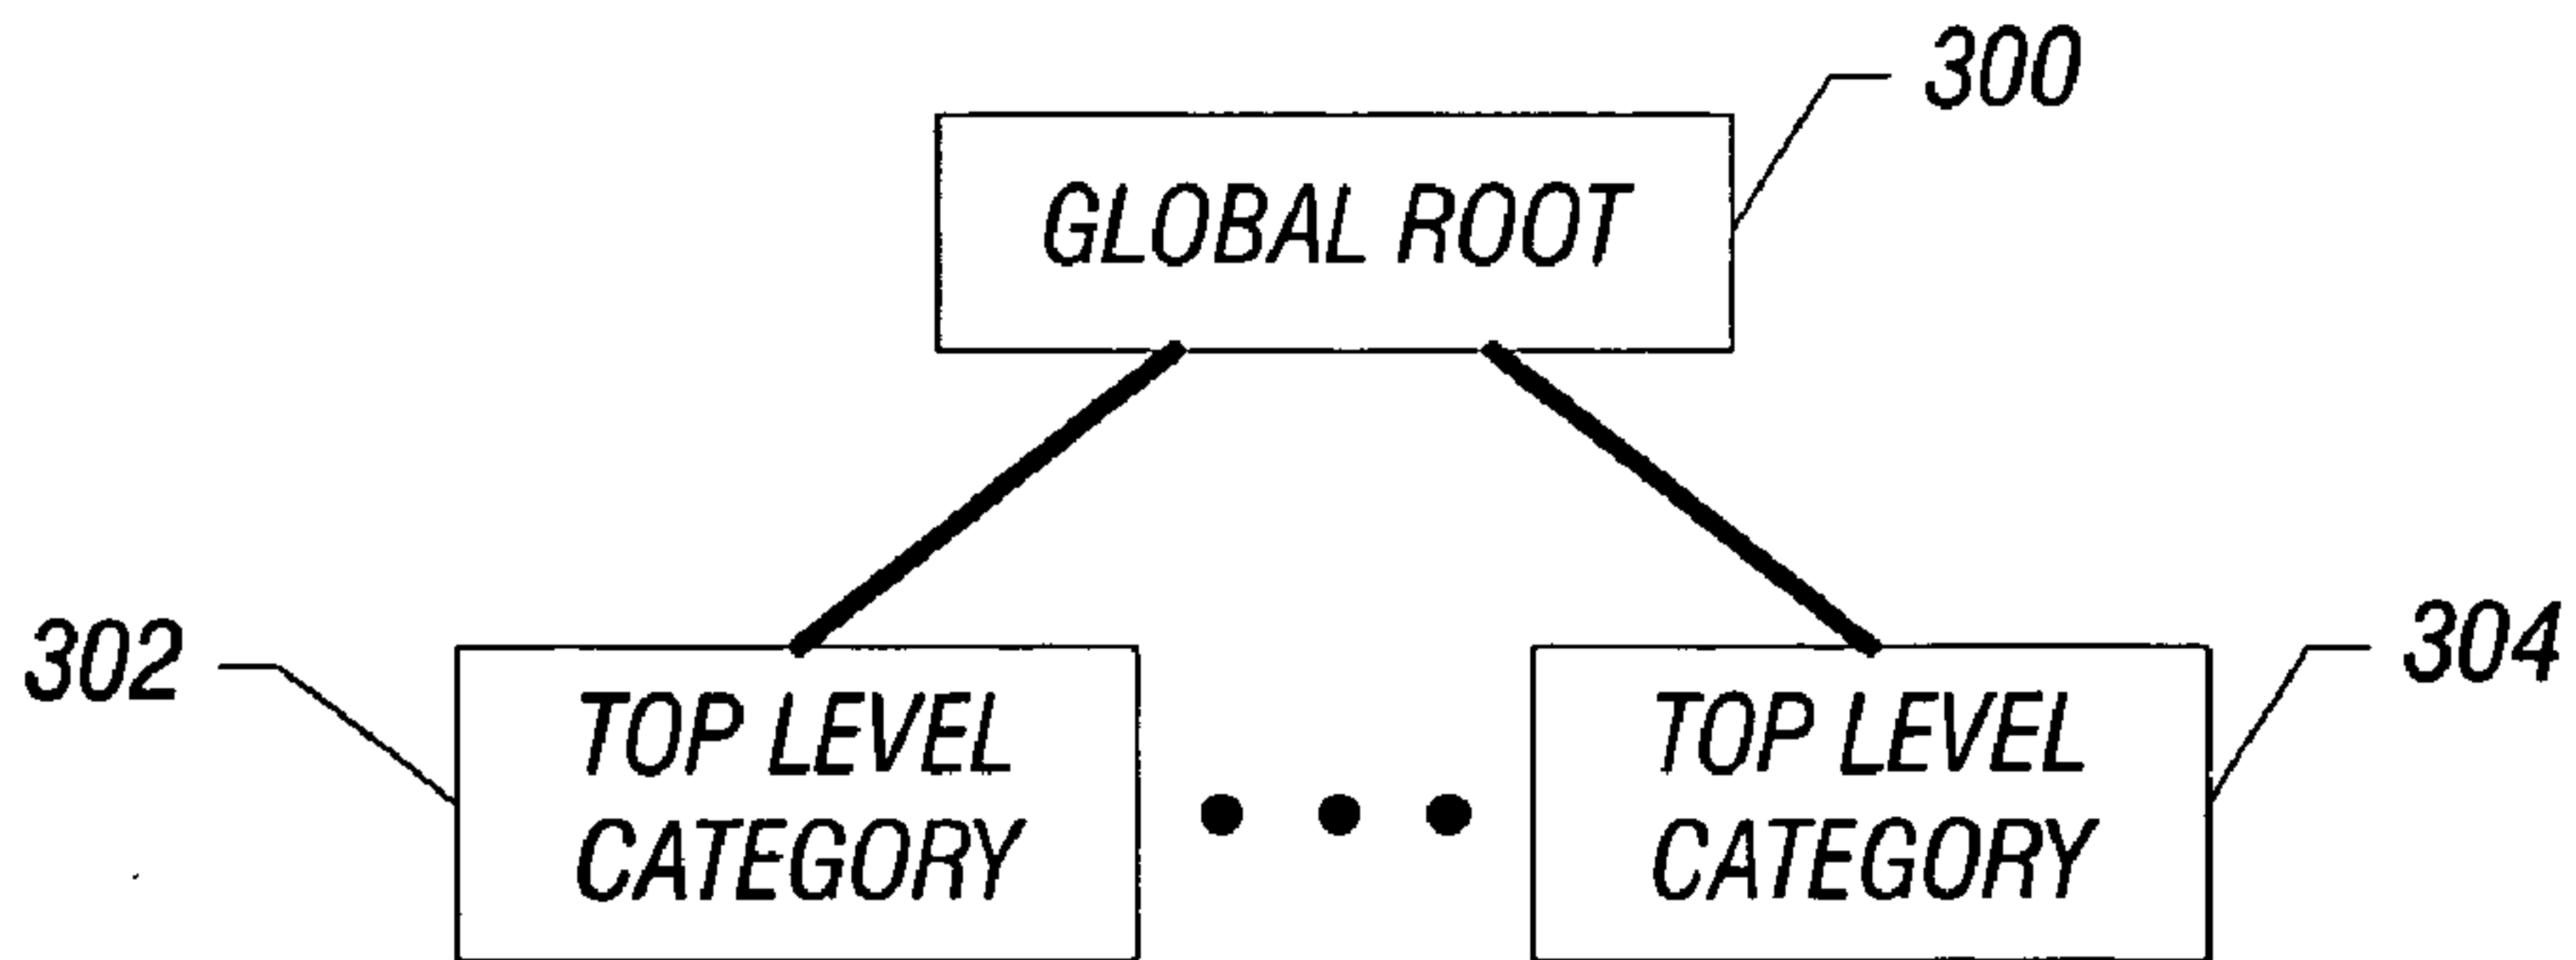 300
GLOBAL ROOT
302
304
TOP LEVEL
CATEGORY
TOP LEVEL
CATEGORY